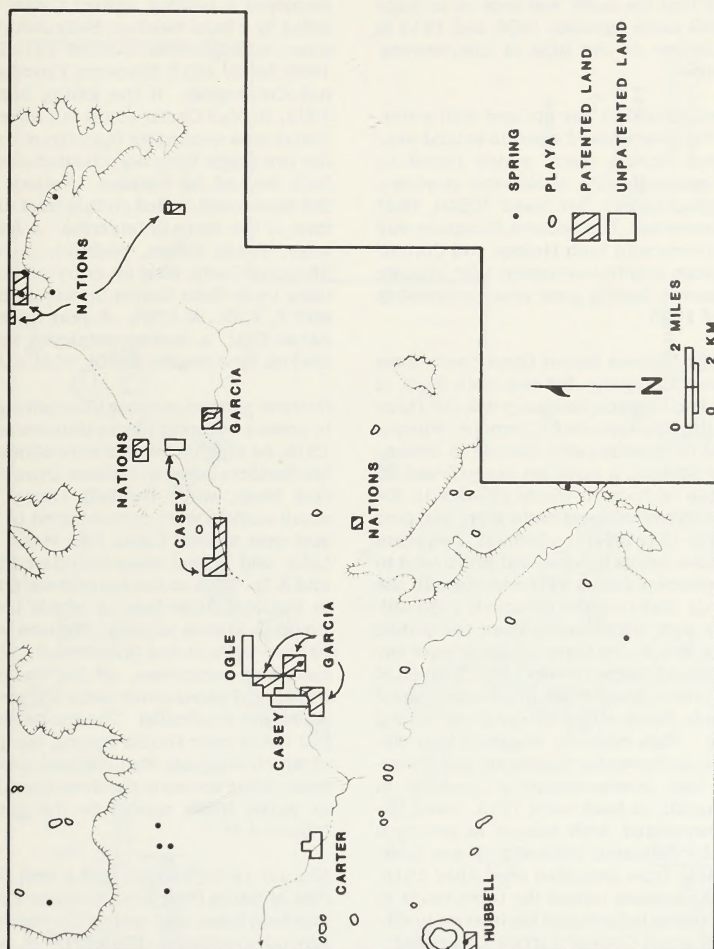 NATIONS
NATIONS
CASEY
GARCIA
OGLE
CASEY
GARCIA
CARTER
NATIONS
HUBBELL
SPRING
PLAYA
PATENTED LAND
UNPATENTED LAND
N
0 2 MILES
0 2 KM